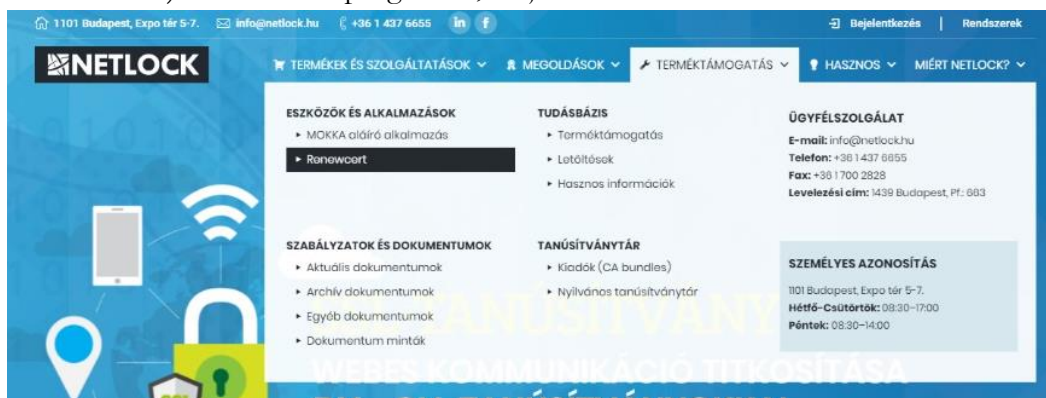 1101 Budapest, Expo tér 5-7. info@netlock.hu +36 1 437 6655 in f Bejelentkezés | Rendszerek
NETLOCK TERMÉKEK ÉS SZOLGÁLTATÁSOK MEGOLDÁSOK TERMÉKTÁMOGATÁS HASZNOS MIÉRT NETLOCK?
ESZKÖZÖK ÉS ALKALMAZÁSOK
MOKKA aláíró alkalmazás
Renewcert
TUDÁSBÁZIS
Terméktámogatás
Letöltések
Hasznos információk
ÜGYFÉLSZOLGÁLAT
E-mail: info@netlock.hu
Telefon: +36 1 437 6655
Fax: +36 1 700 2828
Levelezési cím: 1439 Budapest, Pf.: 663
SZABÁLYZATOK ÉS DOKUMENTUMOK
Aktuális dokumentumok
Archív dokumentumok
Egyéb dokumentumok
Dokumentum minták
TANÚSÍTVÁNYTÁR
Kiadók (CA bundles)
Nyilvános tanúsítványtár
SZEMÉLYES AZONOSÍTÁS
1101 Budapest, Expo tér 5-7.
Hétfő-Csütörtök: 08:30-17:00
Péntek: 08:30-14:00
TANÚSÍTVÁNY
WEBES KOMMUNIKÁCIÓ TITKOSÍTÁSA